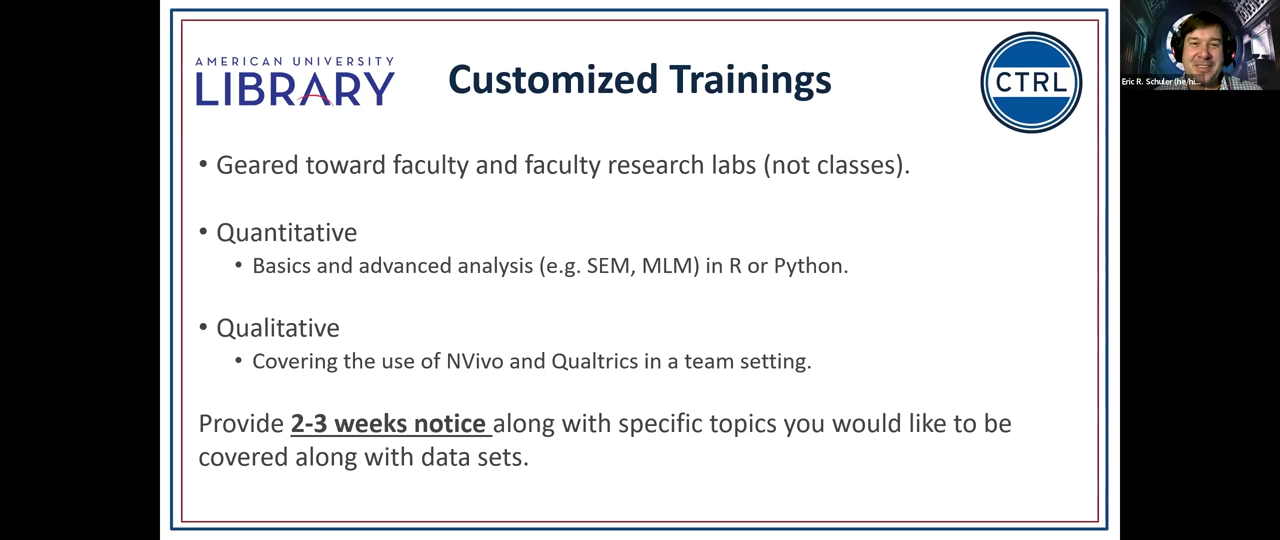 AMERICAN UNIVERSITY
LIBRARY
Customized Trainings
CTRL
Eric R. Schuler (he/hi...
• Geared toward faculty and faculty research labs (not classes).
• Quantitative
• Basics and advanced analysis (e.g. SEM, MLM) in R or Python.
• Qualitative
• Covering the use of NVivo and Qualtrics in a team setting.
Provide 2-3 weeks notice along with specific topics you would like to be
covered along with data sets.